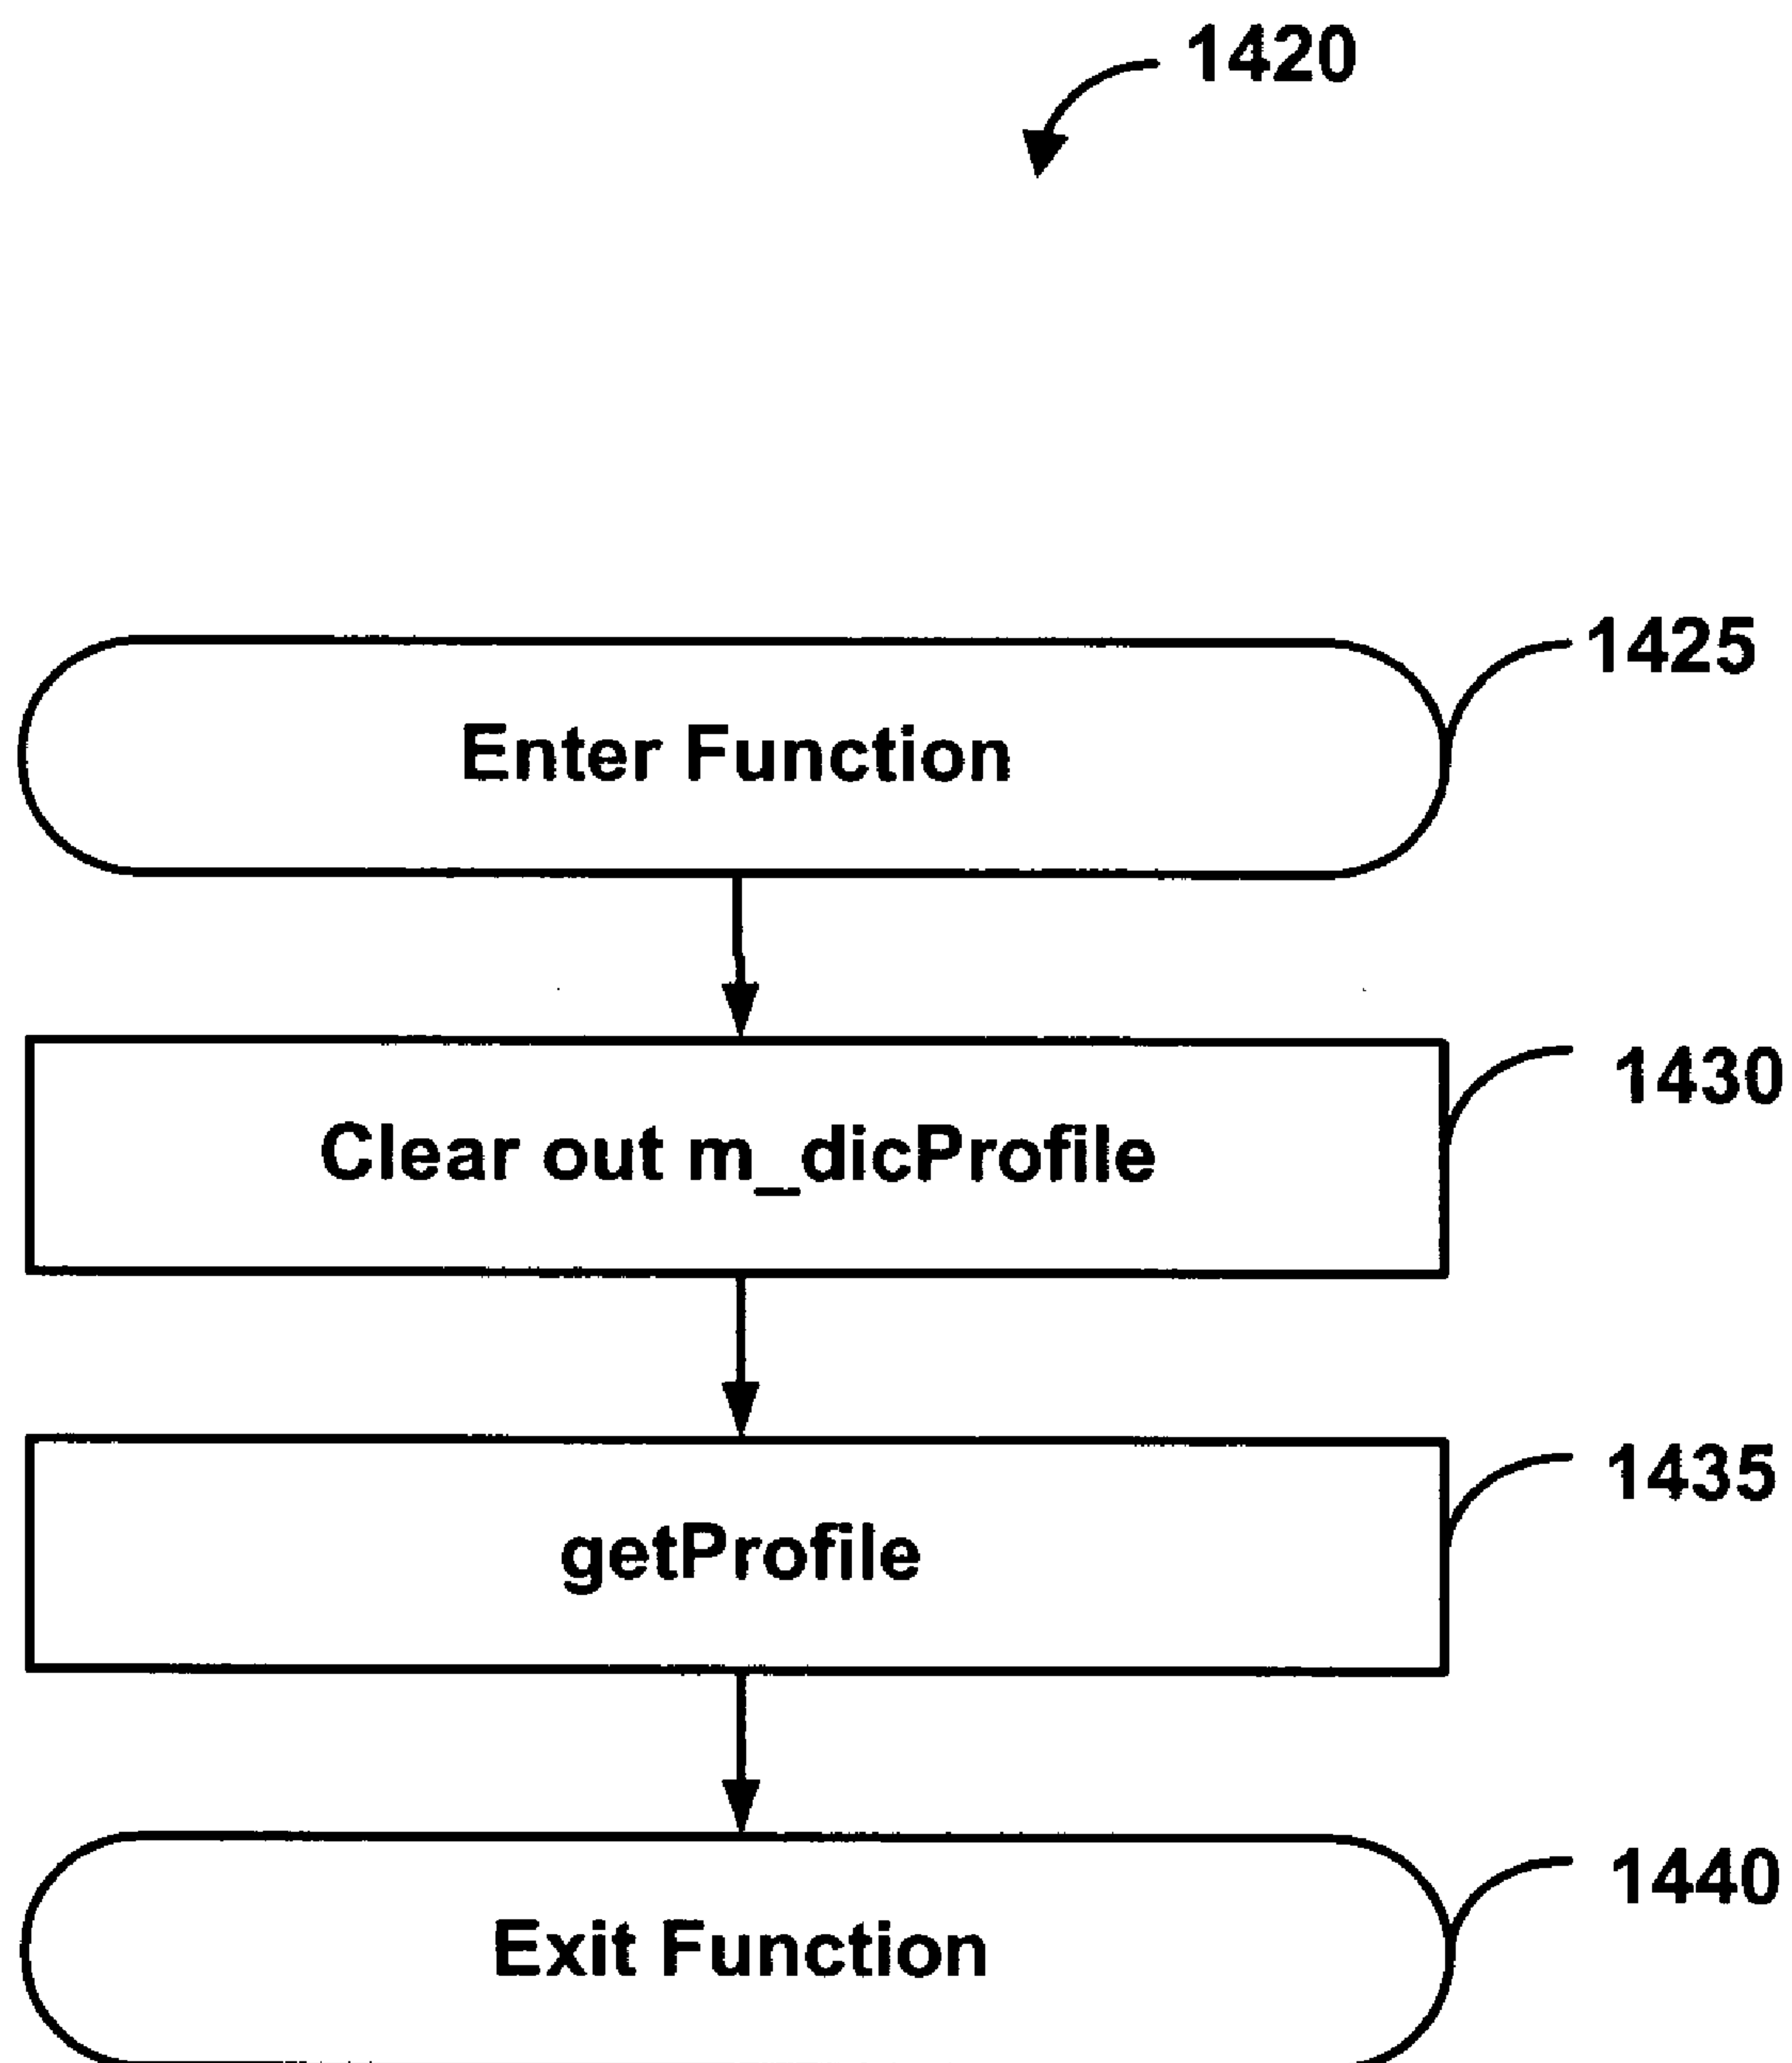 1420
1425
Enter Function
1430
Clear out m_dicProfile
1435
getProfile
1440
Exit Function